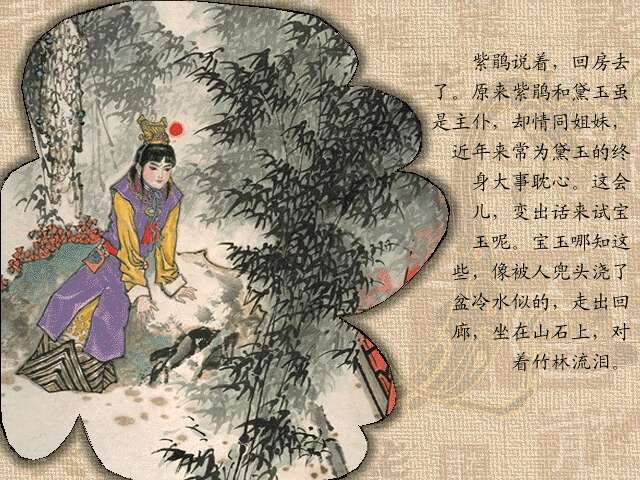 紫鹃说着，回房去
了。原来紫鹃和黛玉虽
是主仆，却情同姐妹，
近年来常为黛玉的终
身大事耽心。这会
儿，变出话来试宝
玉呢。宝玉哪知这
些，像被人兜头浇了
盆冷水似的，走出回
廊，坐在山石上，对
着竹林流泪。